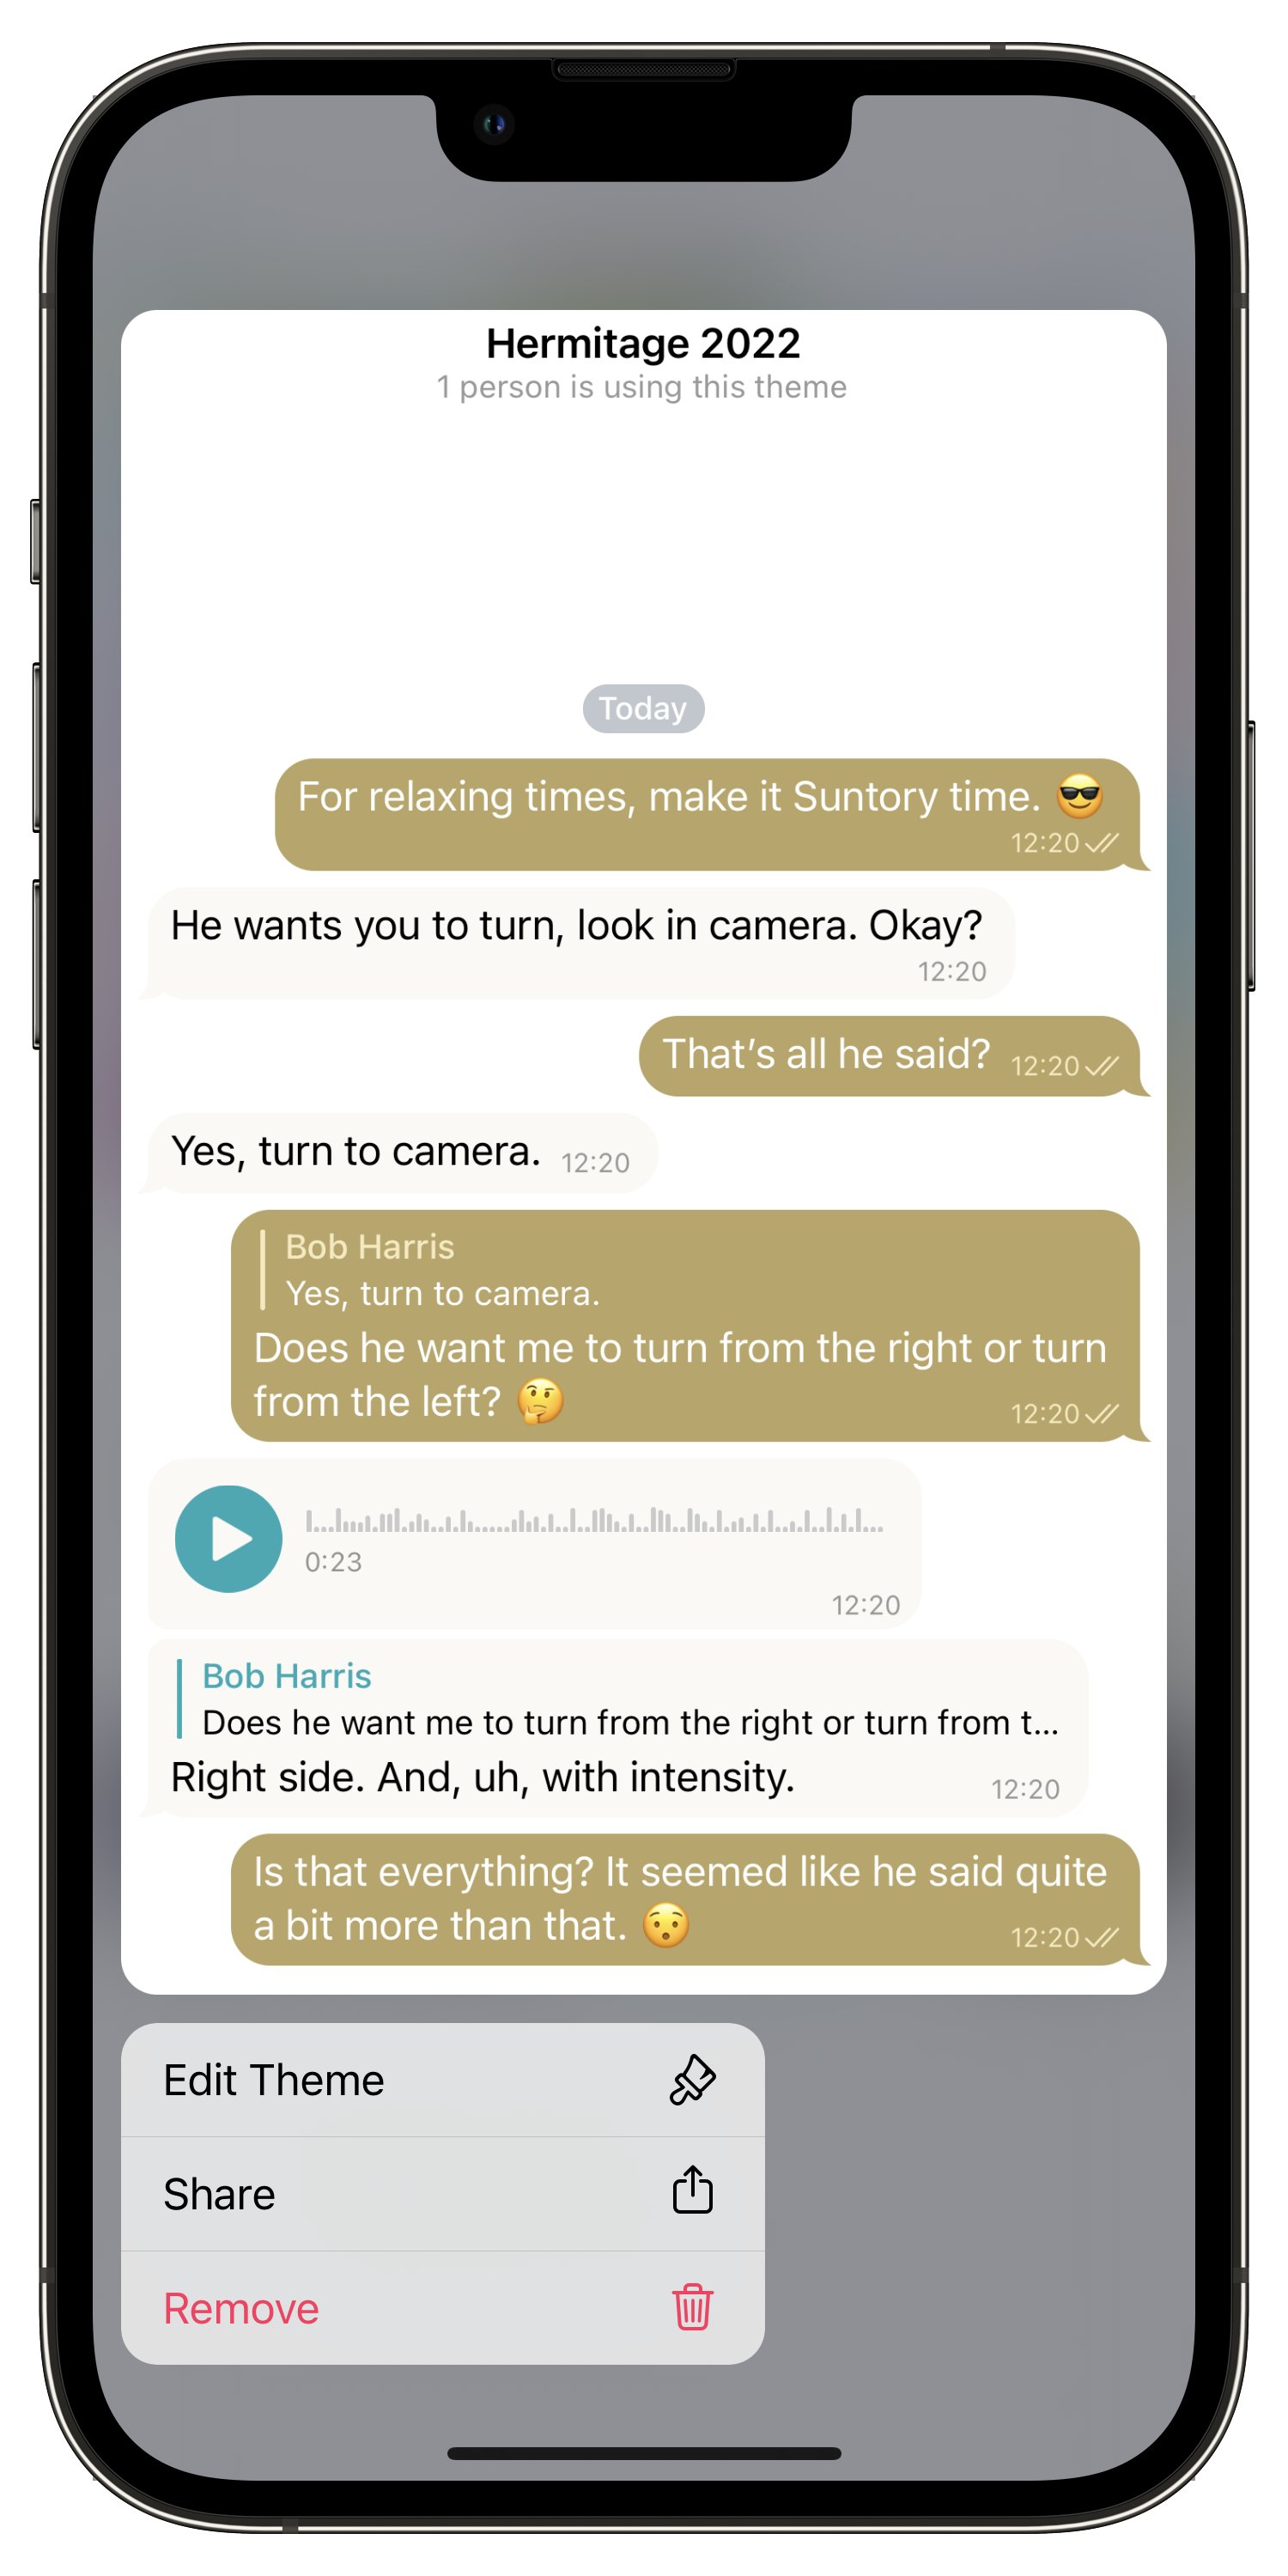 Hermitage 2022
1 person is using this theme
Today
For relaxing times, make it Suntory time. 😎
12:20
He wants you to turn, look in camera. Okay?
12:20
That’s all he said? 12:20
Yes, turn to camera. 12:20
Bob Harris
Yes, turn to camera.
Does he want me to turn from the right or turn
from the left? 🤔 12:20
0:23
12:20
Bob Harris
Does he want me to turn from the right or turn from t...
Right side. And, uh, with intensity. 12:20
Is that everything? It seemed like he said quite
a bit more than that. 😯 12:20
Edit Theme
Share
Remove